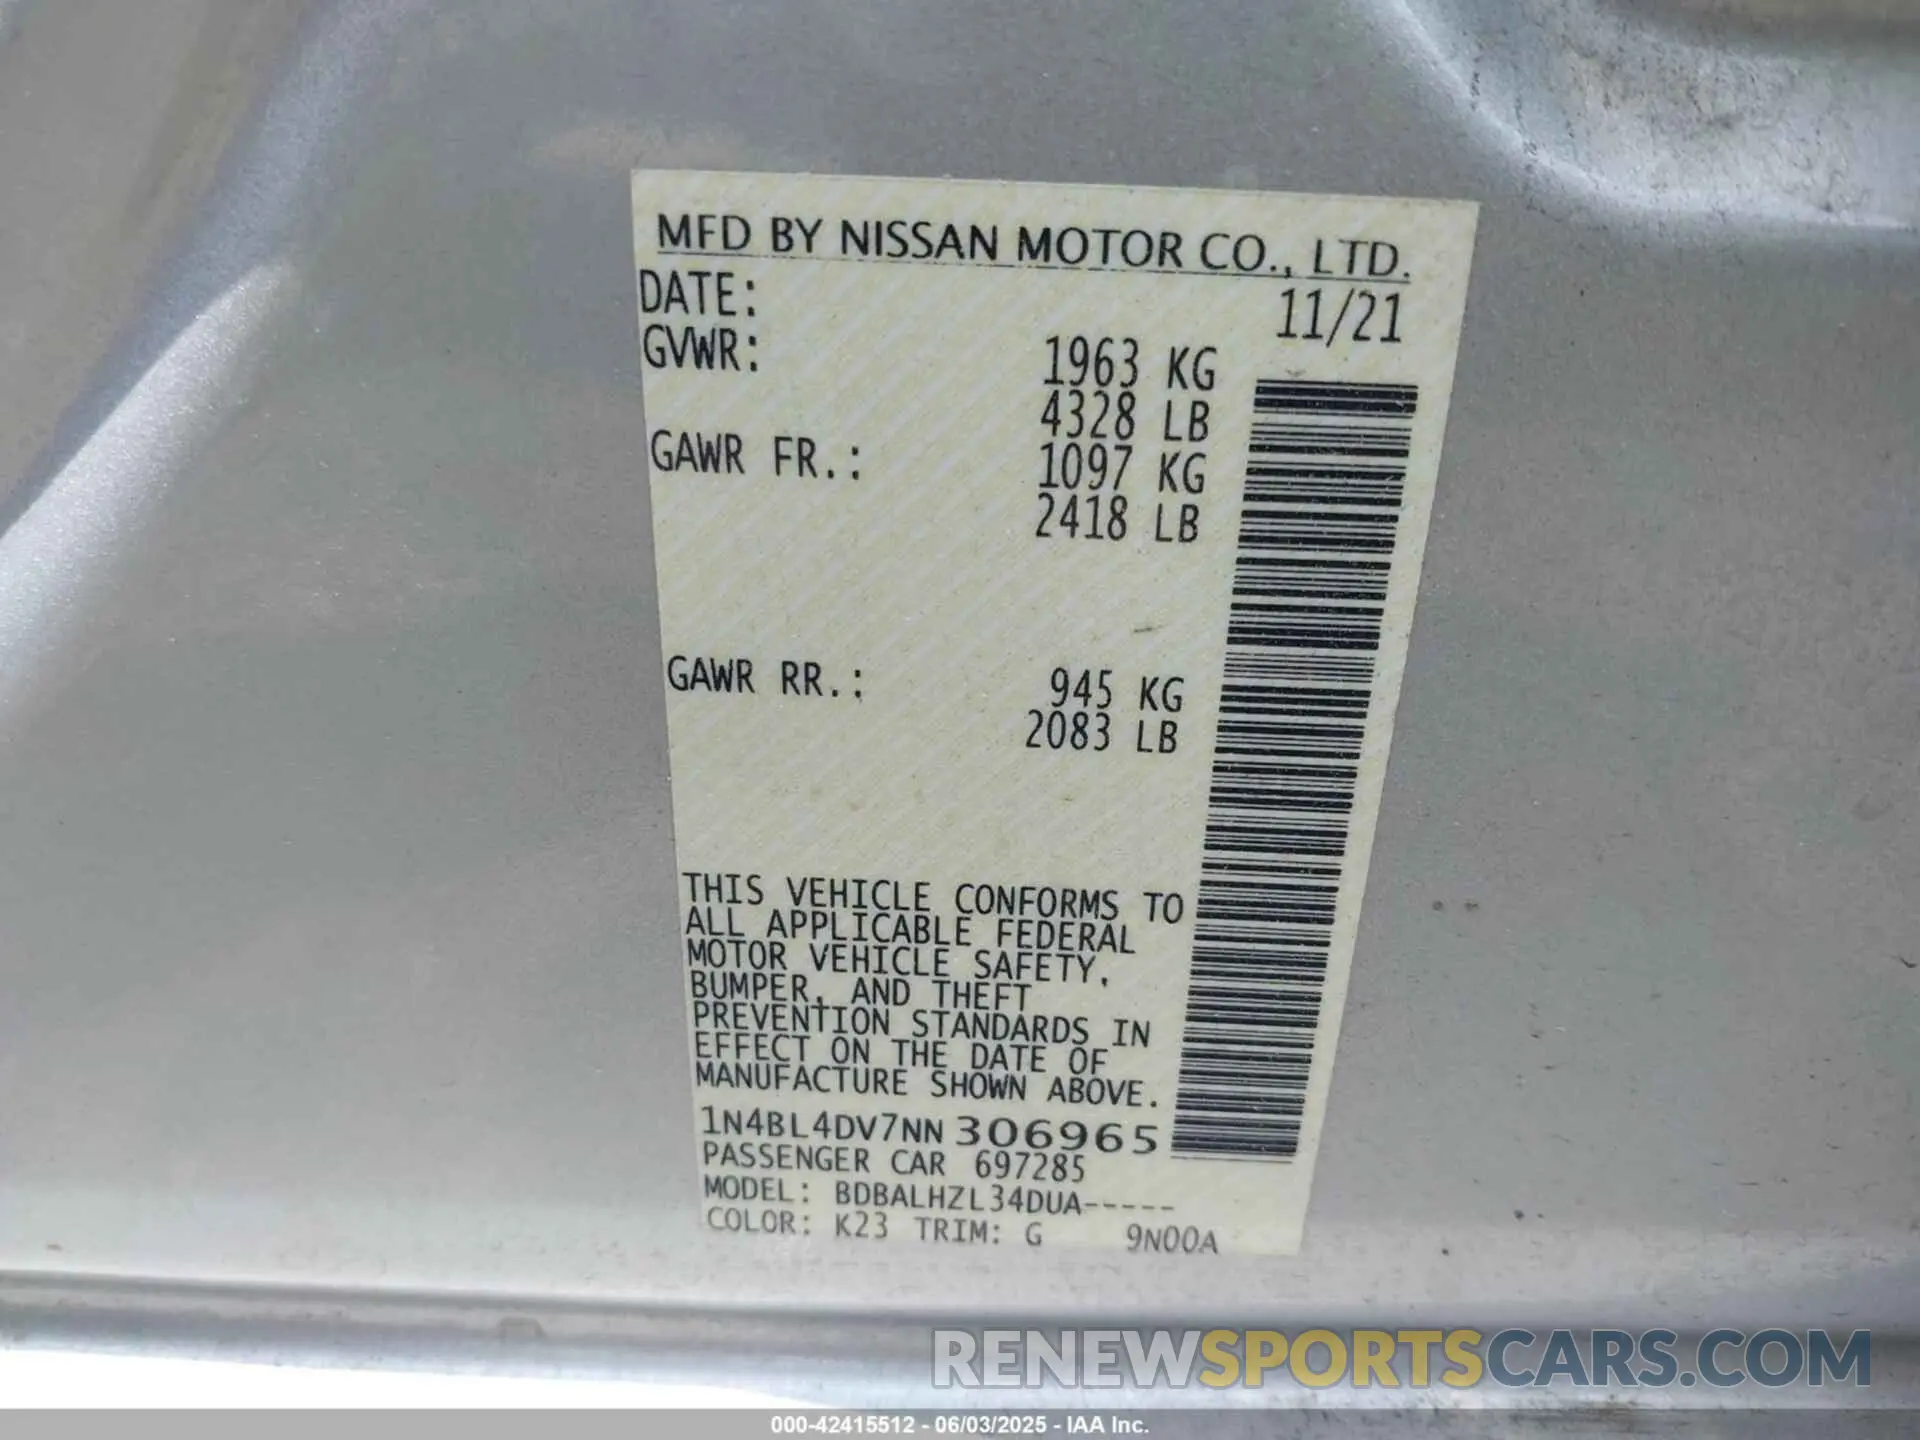 MFD BY NISSAN MOTOR CO., LTD.
DATE: 11/21
GVWR: 1963 KG
4328 LB
GAWR FR.: 1097 KG
2418 LB
GAWR RR.: 945 KG
2083 LB
THIS VEHICLE CONFORMS TO
ALL APPLICABLE FEDERAL
MOTOR VEHICLE SAFETY,
BUMPER, AND THEFT
PREVENTION STANDARDS IN
EFFECT ON THE DATE OF
MANUFACTURE SHOWN ABOVE.
1N4BL4DV7NN306965
PASSENGER CAR 697285
MODEL: BDBALHZL34DUA-----
COLOR: K23 TRIM: G 9N00A
RENEWSPORTSCARS.COM
000-42415512 - 06/03/2025 - IAA Inc.